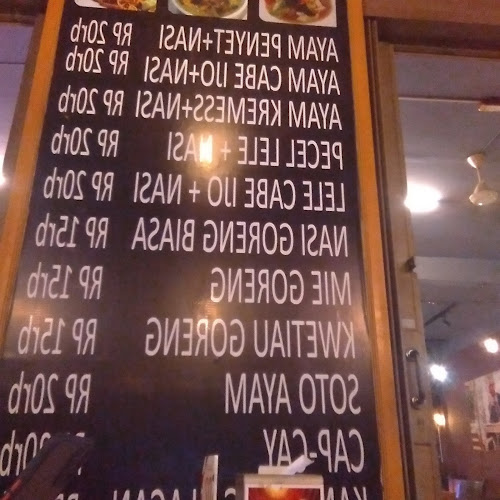 AYAM PENYET+NASI RP 20rb
AYAM CABE IJO+NASI RP 20rb
AYAM KREMESS+NASI RP 20rb
PECEL LELE + NASI RP 20rb
LELE CABE IJO + NASI RP 20rb
NASI GORENG BIASA RP 15rb
MIE GORENG RP 15rb
KWETIAU GORENG RP 15rb
SOTO AYAM RP 20rb
CAP-CAY 20rb